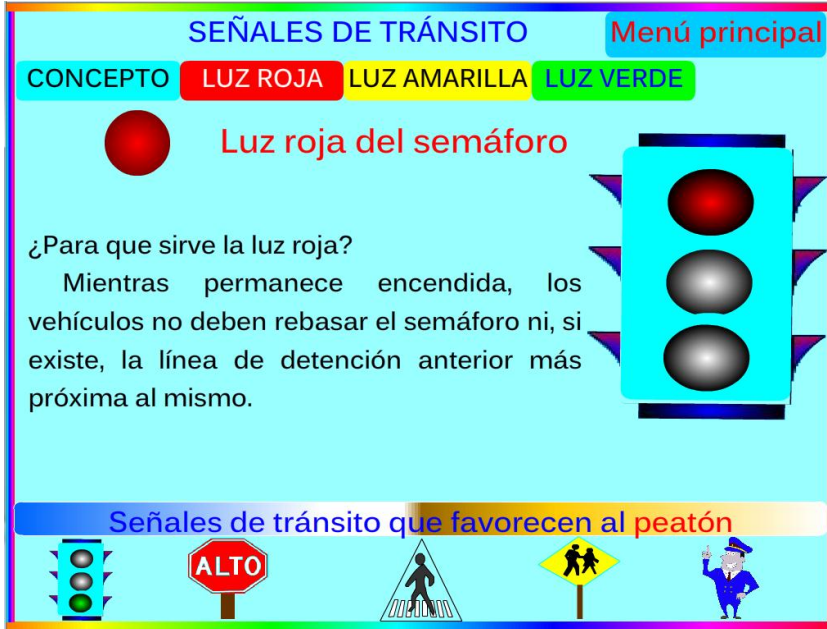 SEÑALES DE TRÁNSITO
Menú principal
CONCEPTO
LUZ ROJA
LUZ AMARILLA
LUZ VERDE
Luz roja del semáforo
¿Para que sirve la luz roja?
Mientras permanece encendida, los
vehículos no deben rebasar el semáforo ni, si
existe, la línea de detención anterior más
próxima al mismo.
Señales de tránsito que favorecen al peatón
ALTO